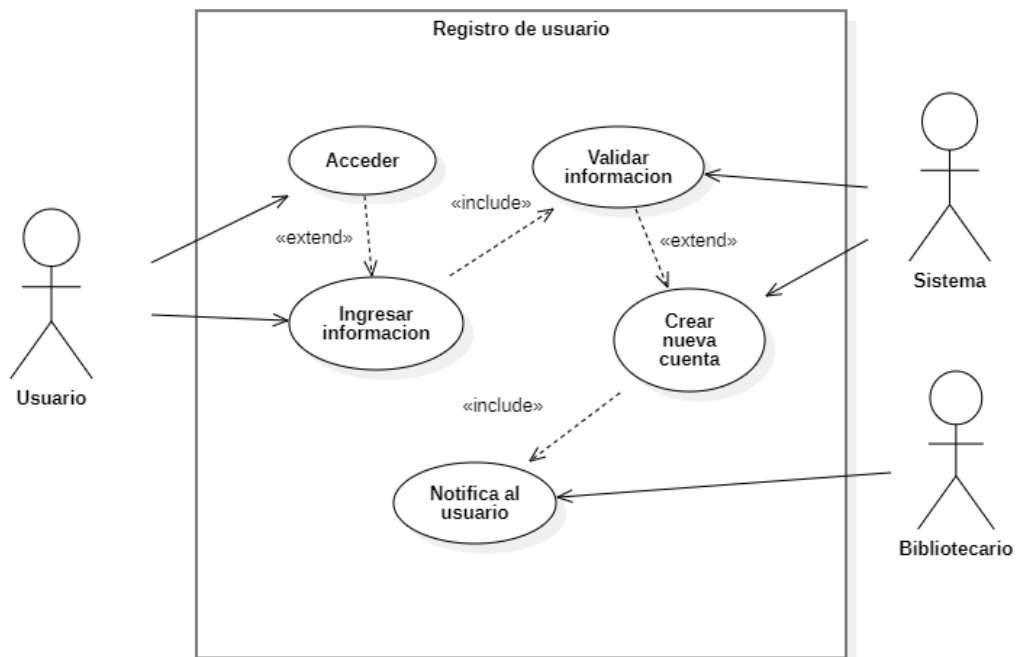 Registro de usuario
Acceder
Validar
informacion
«include»
«extend»
«extend»
Sistema
Ingresar
informacion
Crear
nueva
cuenta
Usuario
«include»
Notifica al
usuario
Bibliotecario